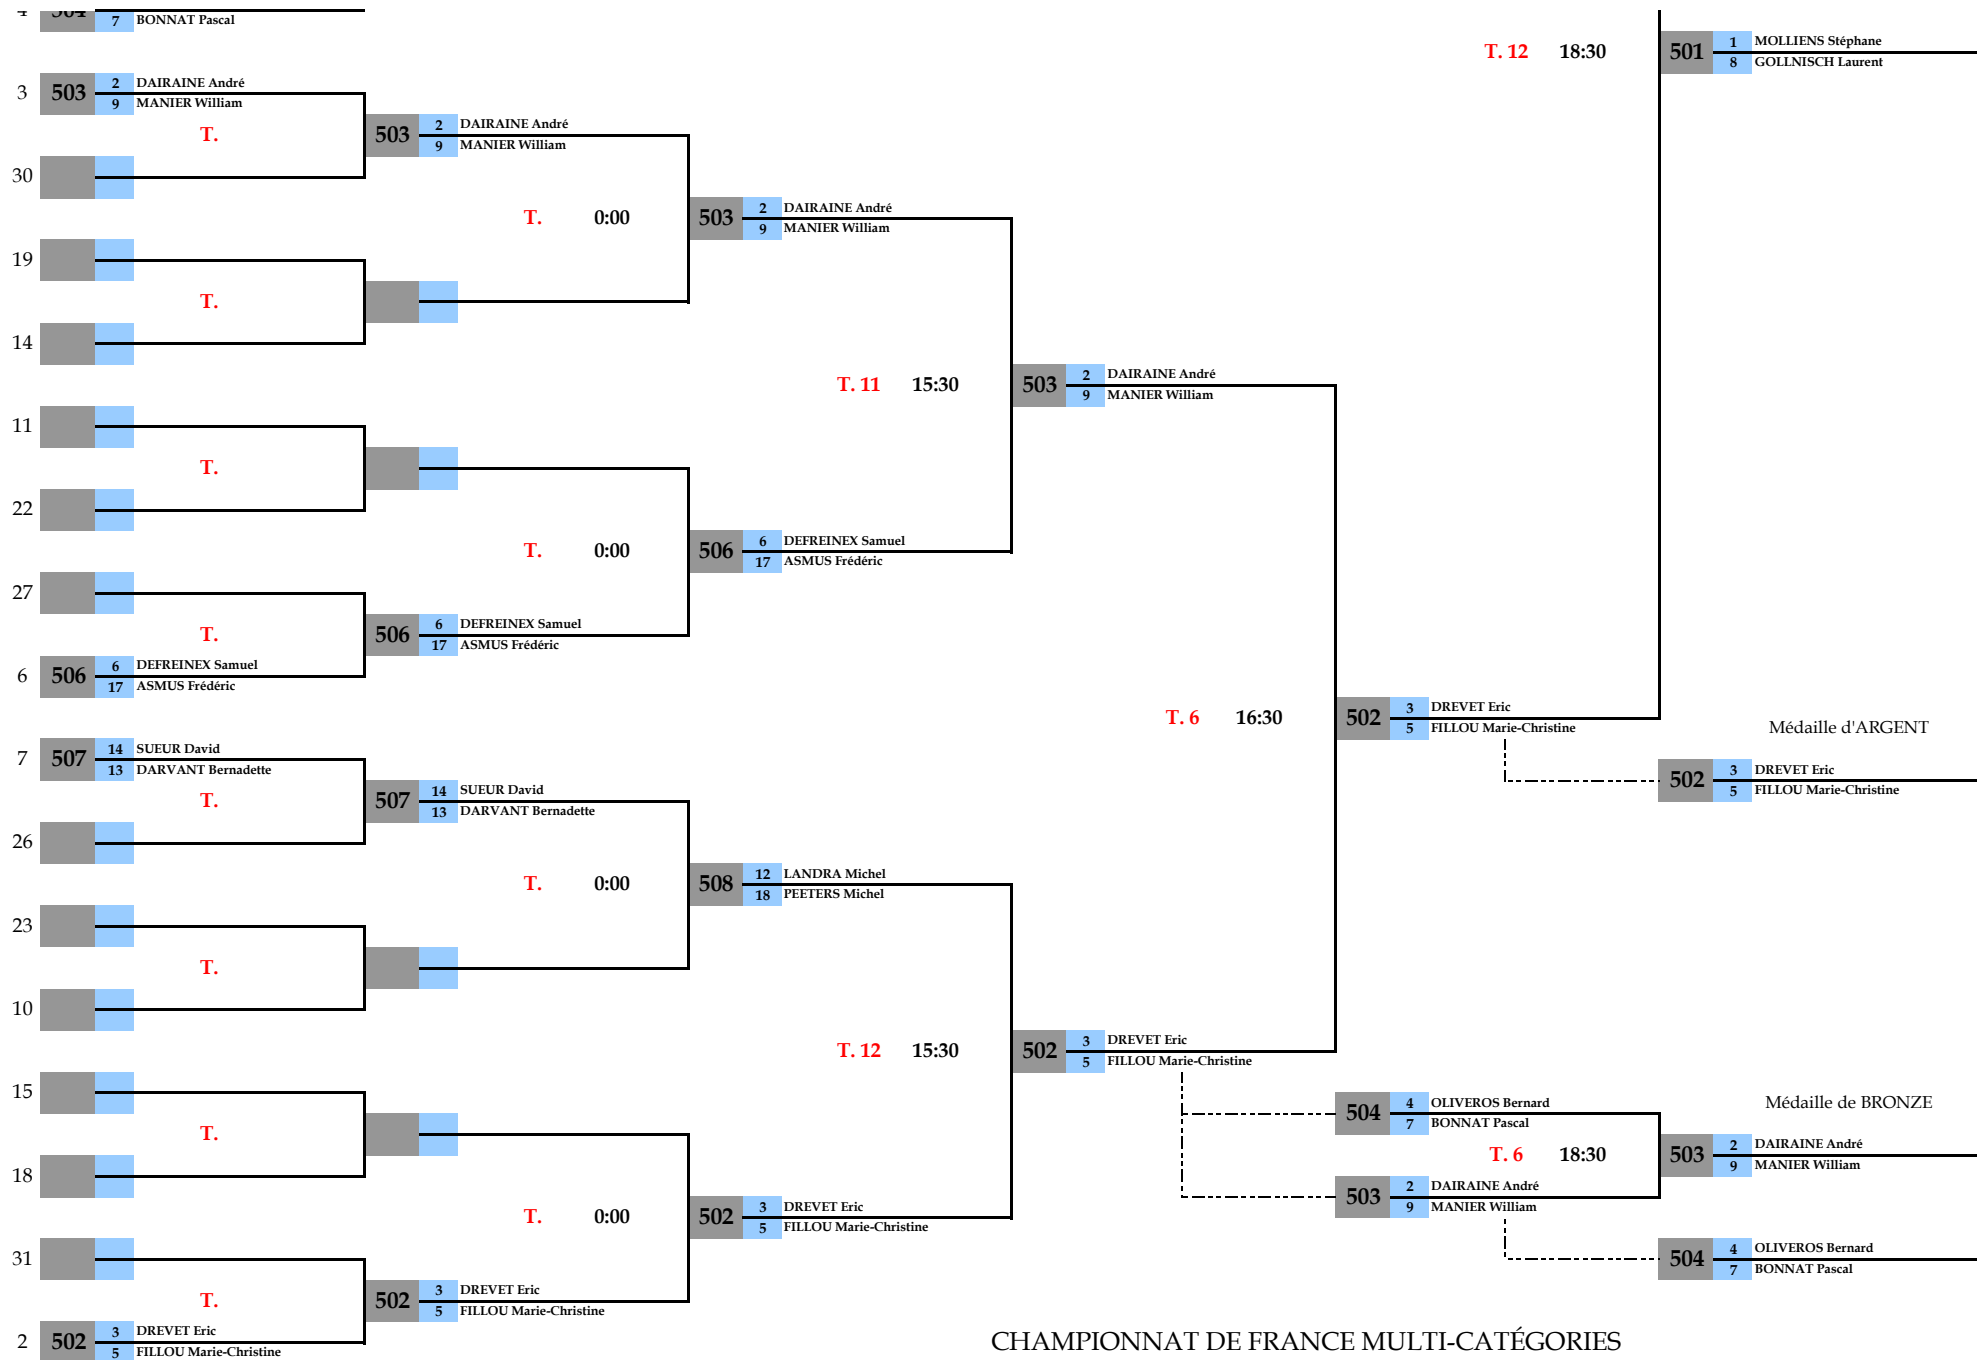 4 504
7 BONNAT Pascal
3 503 2 DAIRAINE André
9 MANIER William
T.
30
19
T.
14
11
T.
22
27
T.
6 506 6 DEFREINEX Samuel
17 ASMUS Frédéric
7 507 14 SUEUR David
13 DARVANT Bernadette
T.
26
23
T.
10
15
T.
18
31
T.
2 502 3 DREVET Eric
5 FILLOU Marie-Christine
503 2 DAIRAINE André
9 MANIER William
T. 0:00
T. 0:00
506 6 DEFREINEX Samuel
17 ASMUS Frédéric
507 14 SUEUR David
13 DARVANT Bernadette
T. 0:00
T. 0:00
502 3 DREVET Eric
5 FILLOU Marie-Christine
503 2 DAIRAINE André
9 MANIER William
T. 11 15:30
506 6 DEFREINEX Samuel
17 ASMUS Frédéric
508 12 LANDRA Michel
18 PEETERS Michel
T. 12 15:30
502 3 DREVET Eric
5 FILLOU Marie-Christine
503 2 DAIRAINE André
9 MANIER William
T. 6 16:30
502 3 DREVET Eric
5 FILLOU Marie-Christine
T. 12 18:30
502 3 DREVET Eric
5 FILLOU Marie-Christine
504 4 OLIVEROS Bernard
7 BONNAT Pascal
T. 6 18:30
503 2 DAIRAINE André
9 MANIER William
501 1 MOLLIENS Stéphane
8 GOLLNISCH Laurent
Médaille d'ARGENT
502 3 DREVET Eric
5 FILLOU Marie-Christine
Médaille de BRONZE
503 2 DAIRAINE André
9 MANIER William
504 4 OLIVEROS Bernard
7 BONNAT Pascal
CHAMPIONNAT DE FRANCE MULTI-CATÉGORIES